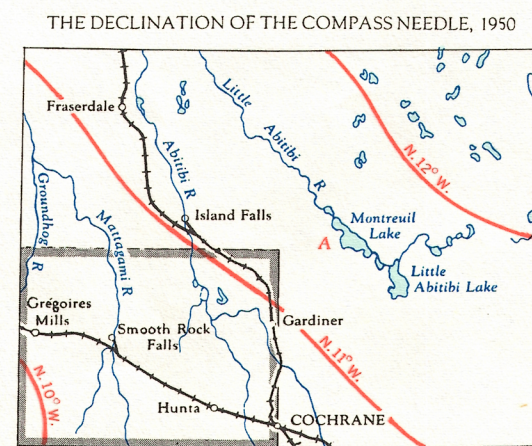 THE DECLINATION OF THE COMPASS NEEDLE, 1950
Little
Abitibi
R
Fraserdale
Abitibi R
N. 12° W.
Groundhog
R
Mattagami R
Island Falls
Montreuil
Lake
A
Little
Abitibi Lake
Grégoires
Mills
Smooth Rock
Falls
Gardiner
N. 11° W.
N. 10° W.
Hunta
COCHRANE